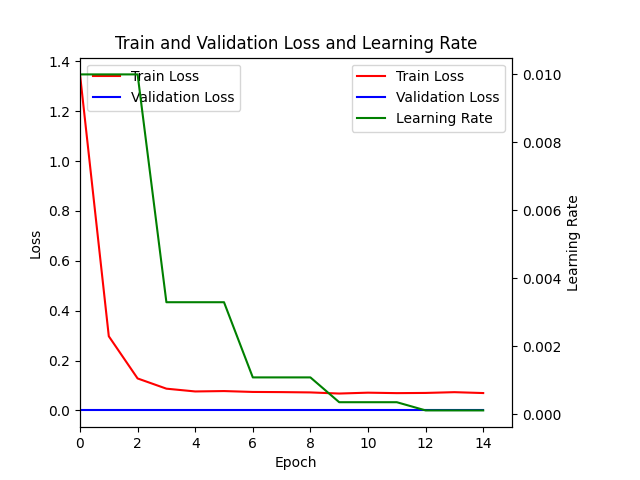 Train and Validation Loss and Learning Rate
Train Loss
Validation Loss
Train Loss
Validation Loss
Learning Rate
1.4
1.2
1.0
0.8
0.6
0.4
0.2
0.0
Loss
0.010
0.008
0.006
0.004
0.002
0.000
Learning Rate
0 2 4 6 8 10 12 14
Epoch